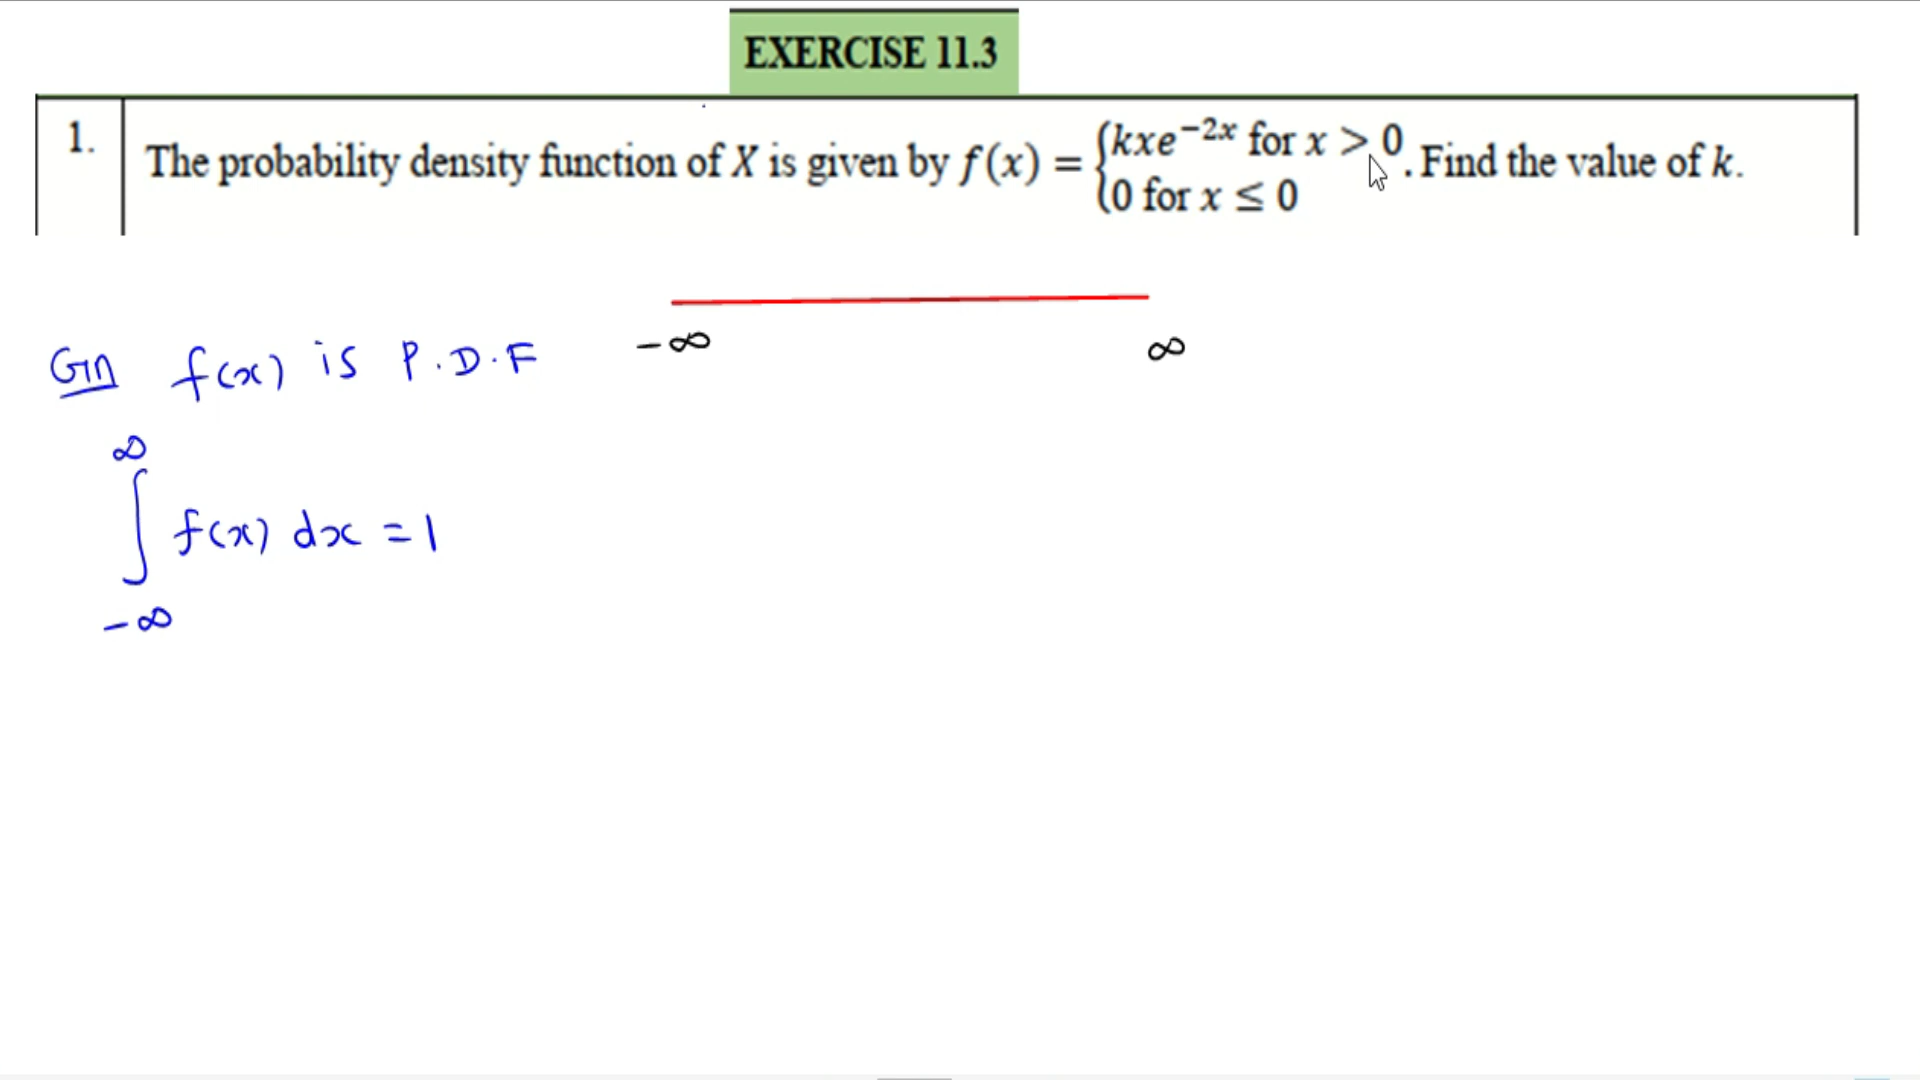 EXERCISE 11.3
1. The probability density function of X is given by f(x) = {kxe^{-2x} for x > 0
0 for x ≤ 0 . Find the value of k.
-∞ ∞
Gn f(x) is P.D.F
∞
∫ f(x) dx = 1
-∞